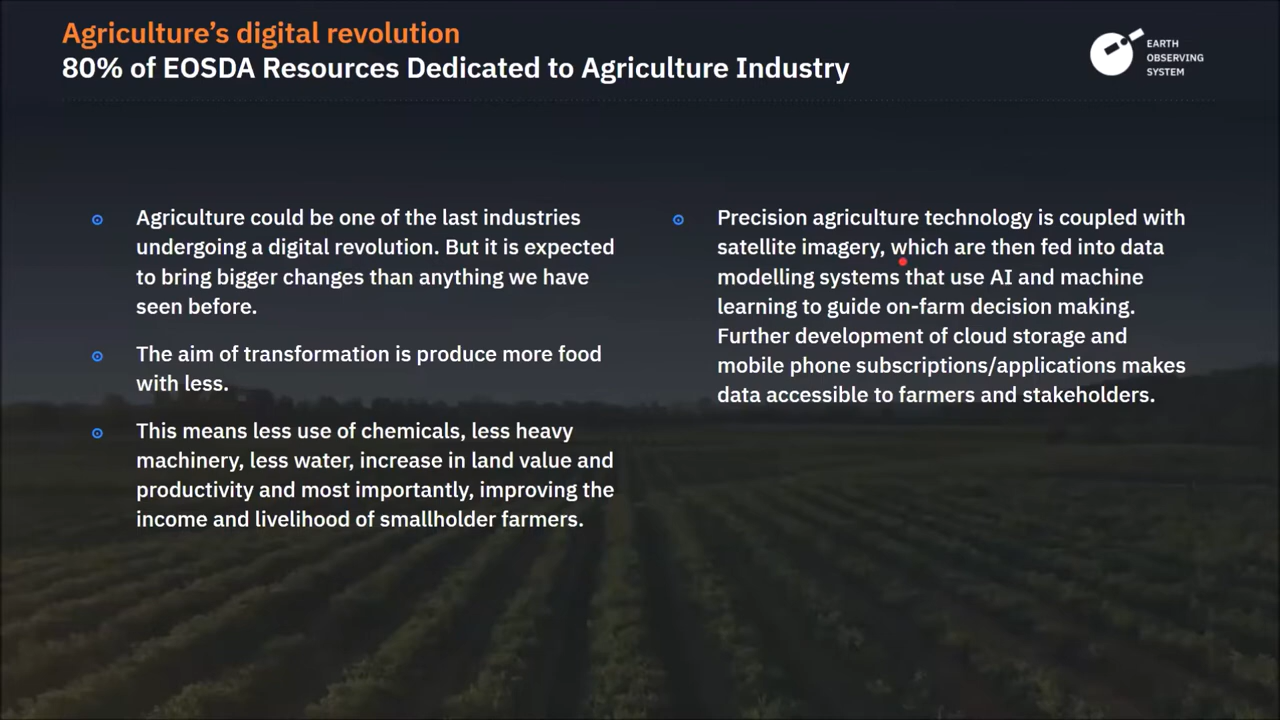 Agriculture’s digital revolution
80% of EOSDA Resources Dedicated to Agriculture Industry
EARTH
OBSERVING
SYSTEM
Agriculture could be one of the last industries
undergoing a digital revolution. But it is expected
to bring bigger changes than anything we have
seen before.
The aim of transformation is produce more food
with less.
This means less use of chemicals, less heavy
machinery, less water, increase in land value and
productivity and most importantly, improving the
income and livelihood of smallholder farmers.
Precision agriculture technology is coupled with
satellite imagery, which are then fed into data
modelling systems that use AI and machine
learning to guide on-farm decision making.
Further development of cloud storage and
mobile phone subscriptions/applications makes
data accessible to farmers and stakeholders.